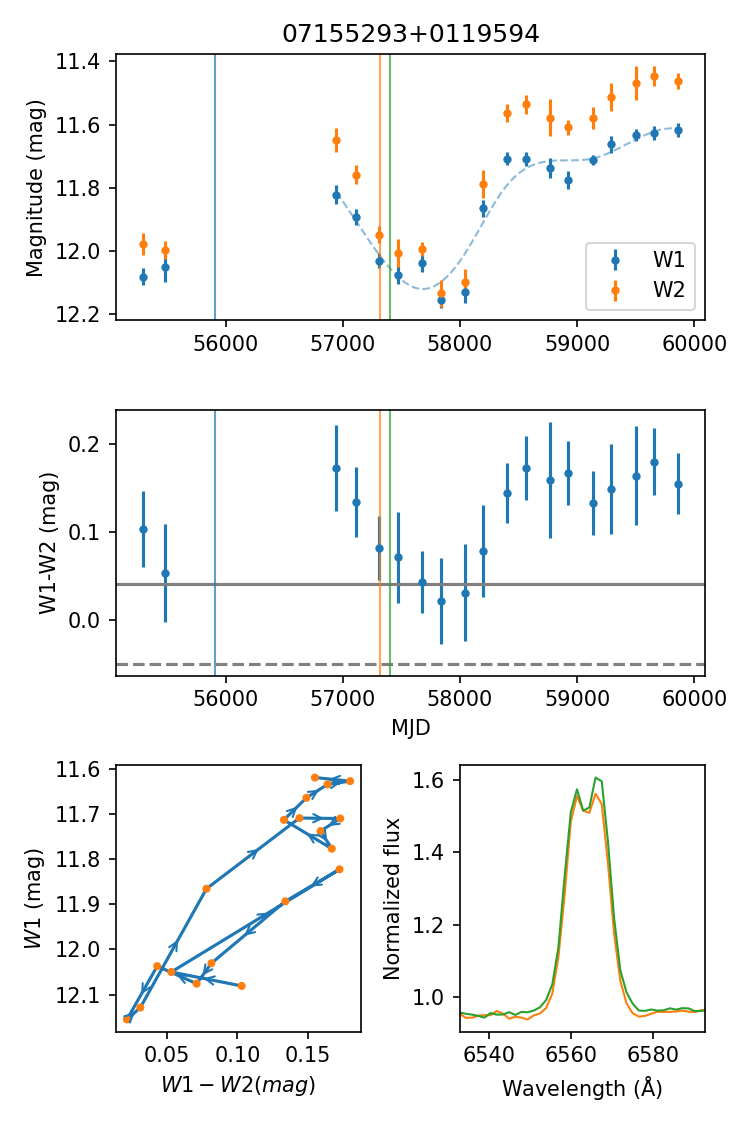 07155293+0119594
Magnitude (mag)
11.4
11.6
11.8
12.0
12.2
W1
W2
56000 57000 58000 59000 60000
W1-W2 (mag)
0.2
0.1
0.0
56000 57000 58000 59000 60000
MJD
W1 (mag)
11.6
11.7
11.8
11.9
12.0
12.1
0.05 0.10 0.15
W1 − W2(mag)
Normalized flux
1.6
1.4
1.2
1.0
6540 6560 6580
Wavelength (Å)